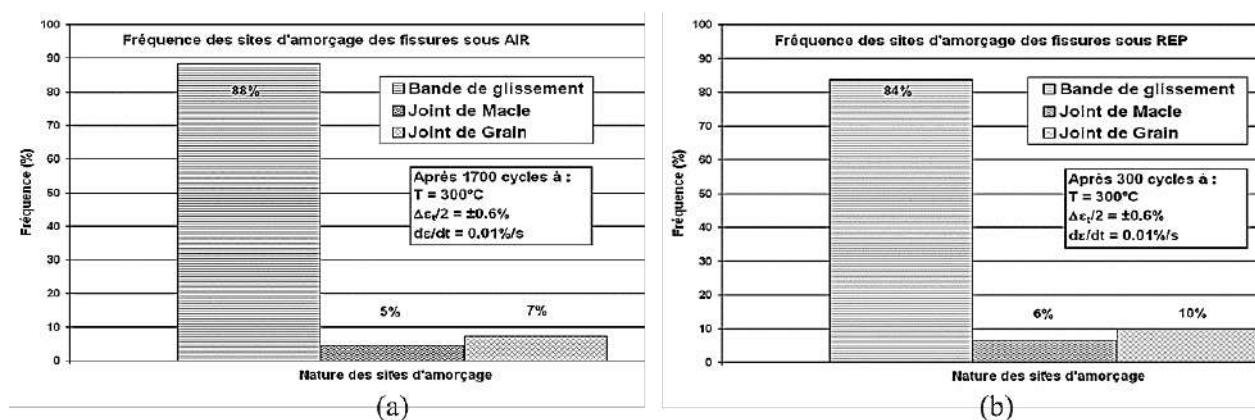 Fréquence des sites d'amorçage des fissures sous AIR
Fréquence (%)
100
90
80
70
60
50
40
30
20
10
0
88%
5%
7%
Bande de glissement
Joint de Macle
Joint de Grain
Après 1700 cycles à :
T = 300°C
Δεt/2 = ±0.6%
dε/dt = 0.01%/s
Nature des sites d'amorçage
(a)
Fréquence des sites d'amorçage des fissures sous REP
Fréquence (%)
100
90
80
70
60
50
40
30
20
10
0
84%
6%
10%
Bande de glissement
Joint de Macle
Joint de Grain
Après 300 cycles à :
T = 300°C
Δεt/2 = ±0.6%
dε/dt = 0.01%/s
Nature des sites d'amorçage
(b)